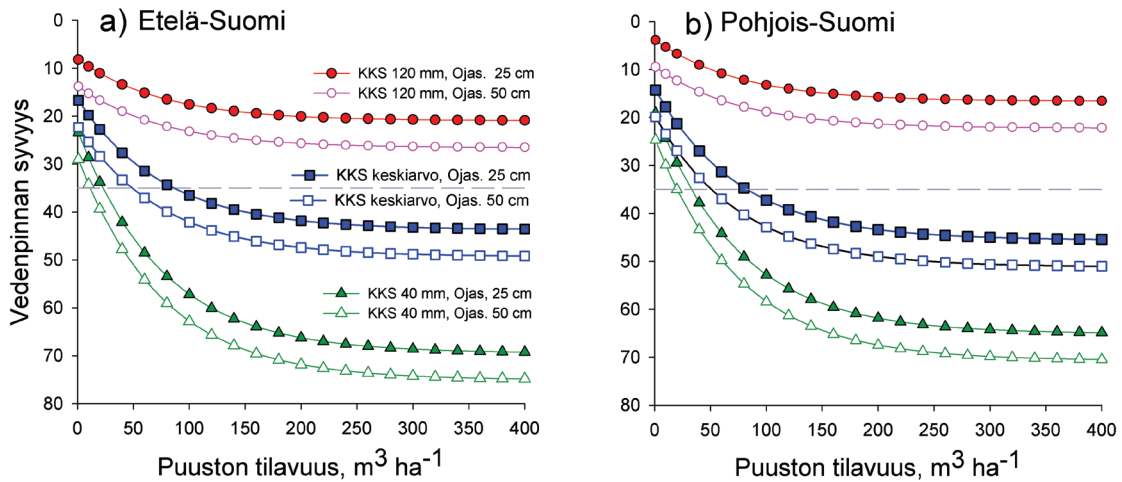 a) Etelä-Suomi
0
10
20
30
40
50
60
70
80
Vedenpinnan syvyys
KKS 120 mm, Ojas. 25 cm
KKS 120 mm, Ojas. 50 cm
KKS keskiarvo, Ojas. 25 cm
KKS keskiarvo, Ojas. 50 cm
KKS 40 mm, Ojas, 25 cm
KKS 40 mm, Ojas. 50 cm
0 50 100 150 200 250 300 350 400
Puuston tilavuus, m³ ha⁻¹
b) Pohjois-Suomi
0
10
20
30
40
50
60
70
80
0 50 100 150 200 250 300 350 400
Puuston tilavuus, m³ ha⁻¹